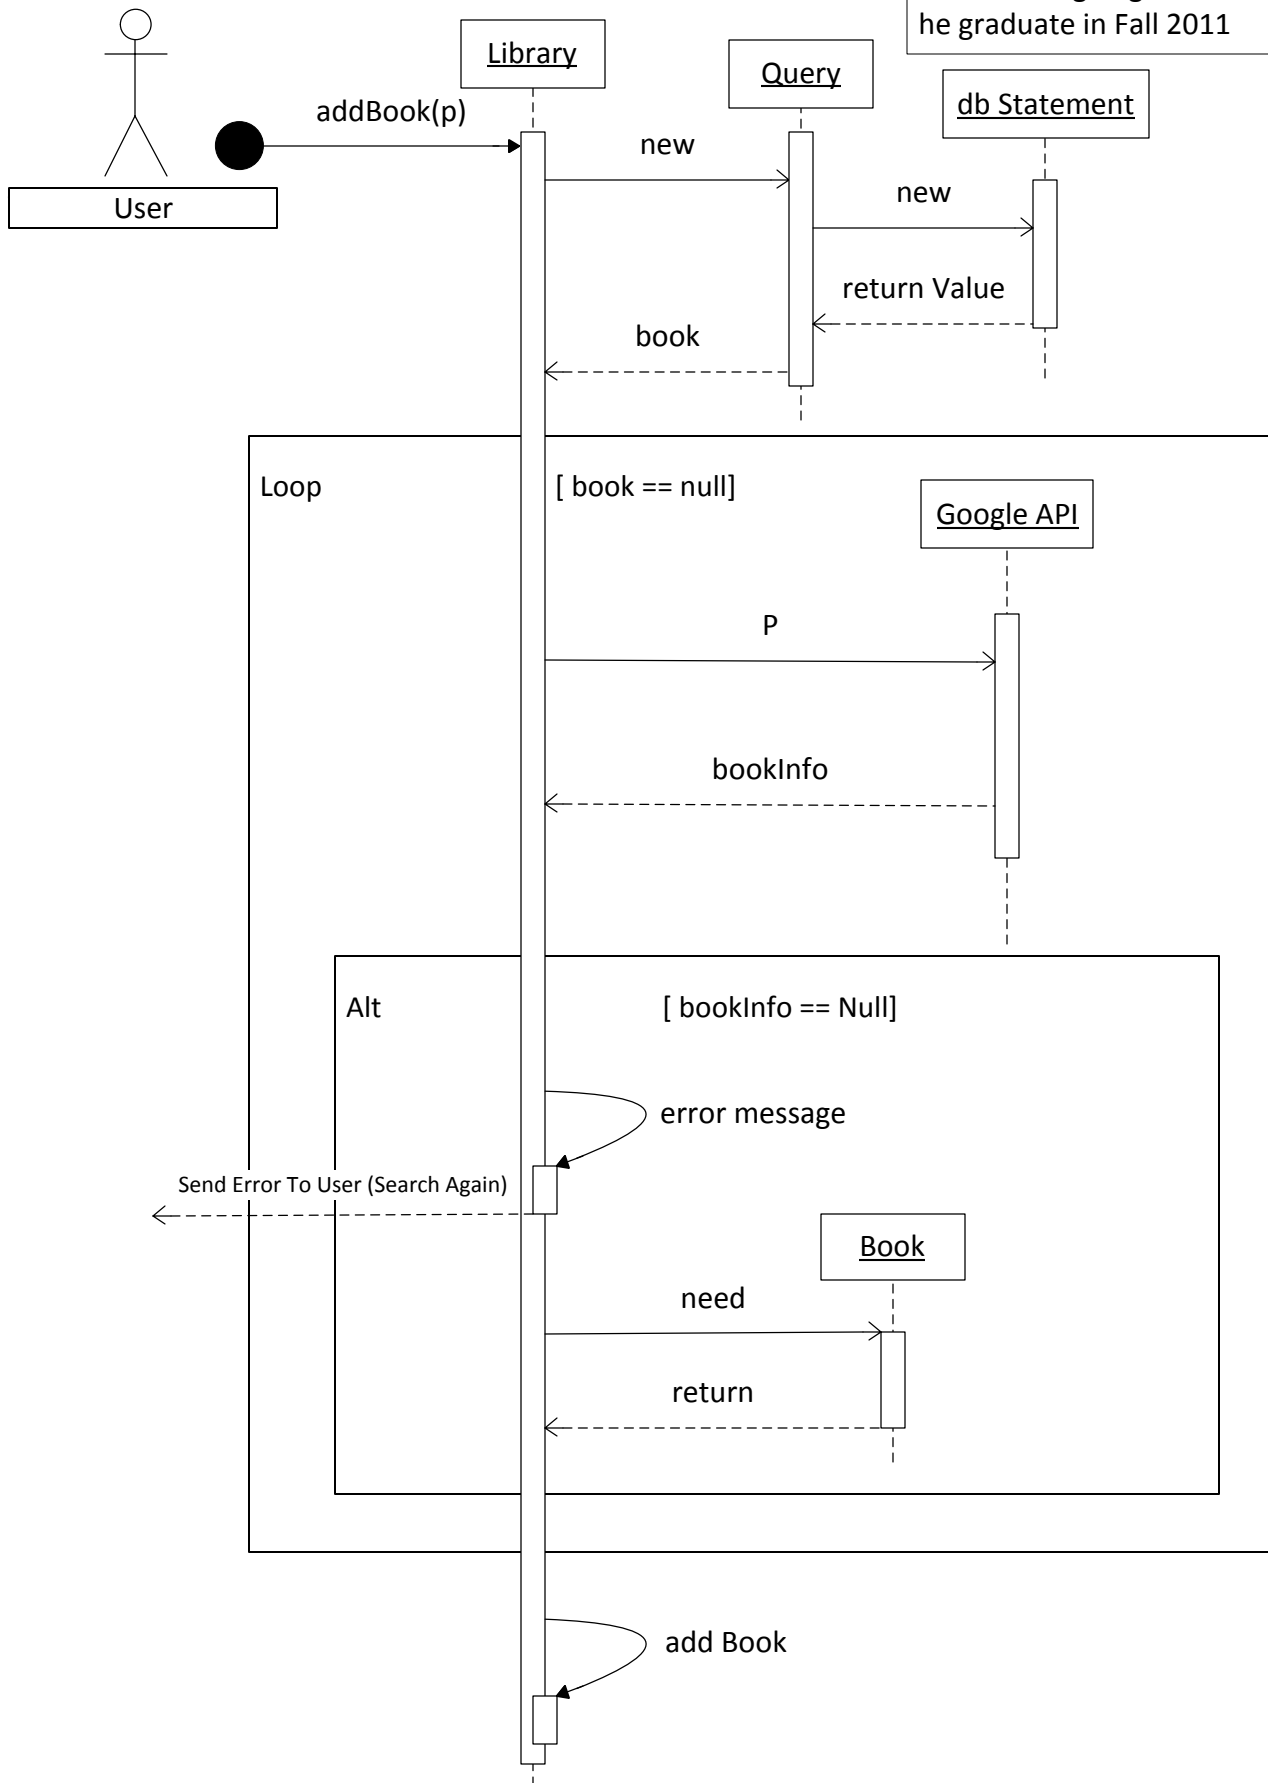 he graduate in Fall 2011
Library
Query
db Statement
addBook(p)
new
new
User
return Value
book
Loop
[ book == null]
Google API
P
bookInfo
Alt
[ bookInfo == Null]
error message
Send Error To User (Search Again)
Book
need
return
add Book